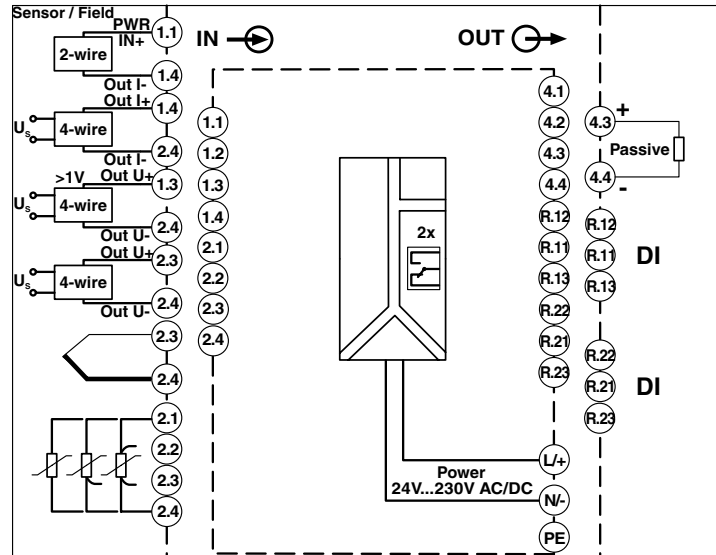 Sensor / Field
PWR
IN+
1.1
2-wire
1.4
Out I-
Out I+
1.4
Us
4-wire
2.4
Out I-
>1V
Out U+
1.3
Us
4-wire
2.4
Out U-
Out U+
2.3
Us
4-wire
2.4
Out U-
2.3
2.4
2.1
2.2
2.3
2.4
IN
OUT
1.1
1.2
1.3
1.4
2.1
2.2
2.3
2.4
2x
Power
24V...230V AC/DC
4.1
4.2
4.3
4.4
R.12
R.11
R.13
R.22
R.21
R.23
L/+
N/-
PE
4.3
+
Passive
4.4
-
R.12
R.11
DI
R.13
R.22
R.21
DI
R.23